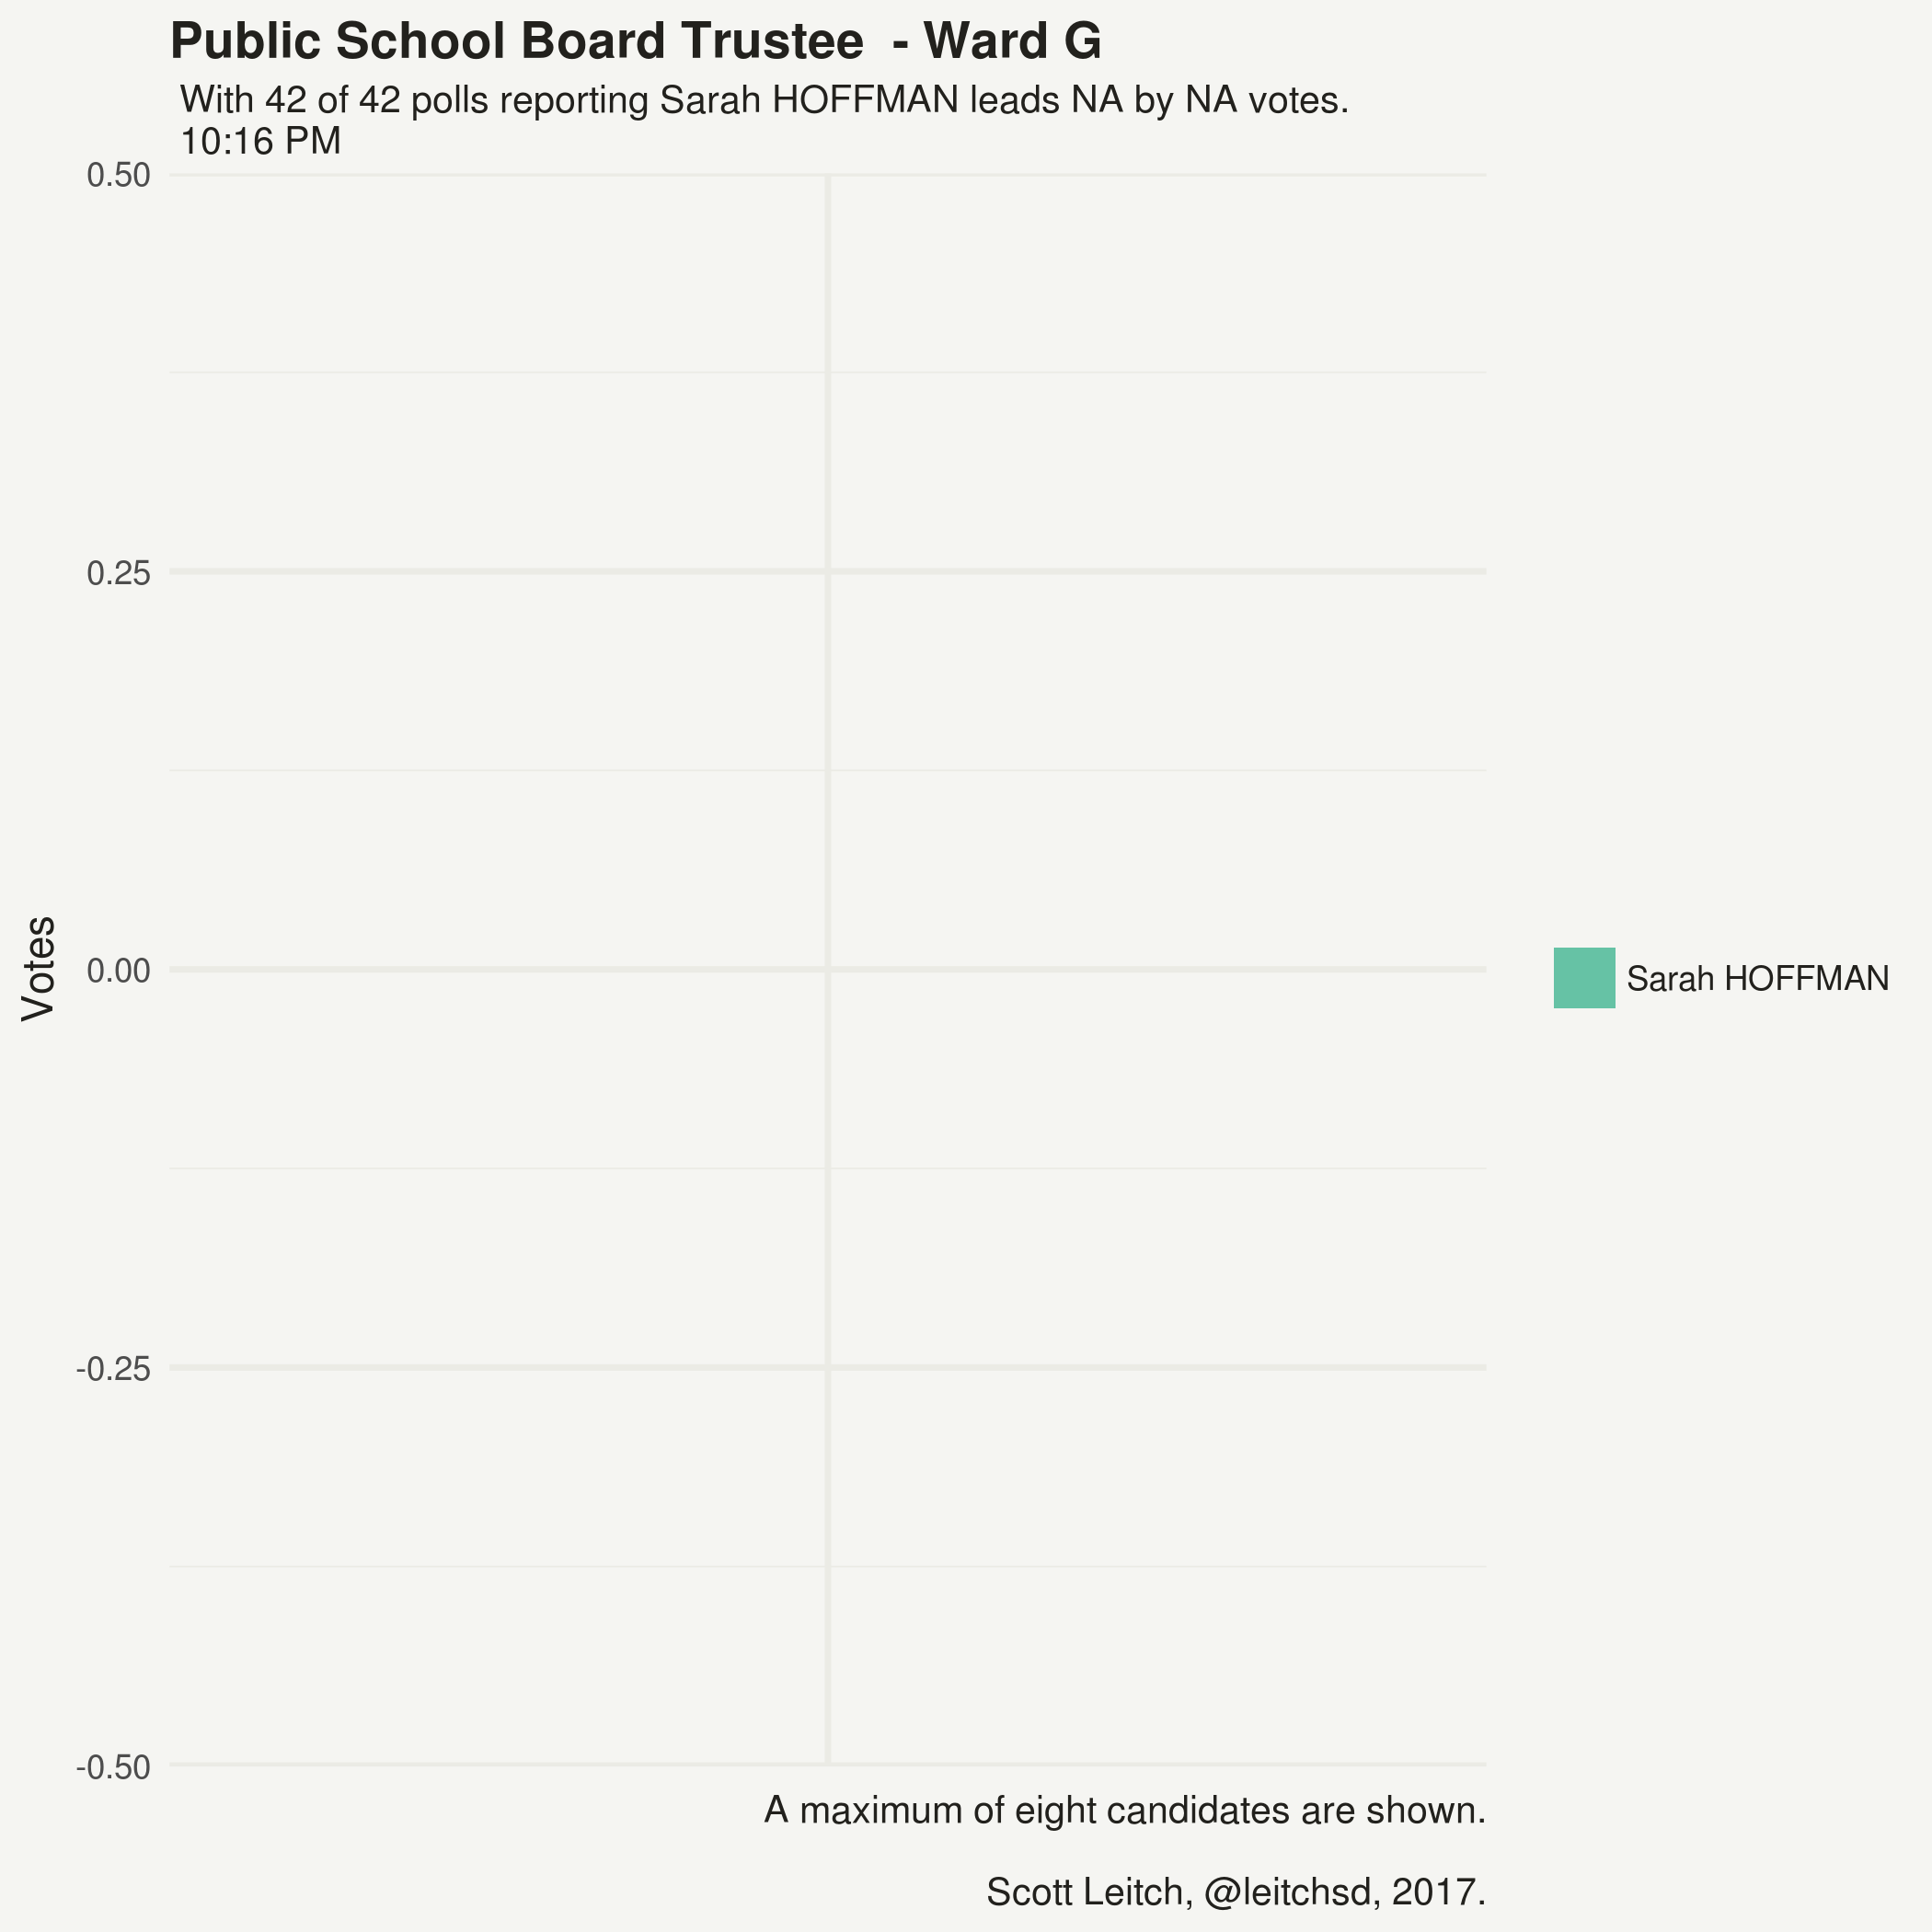 Public School Board Trustee  - Ward G
With 42 of 42 polls reporting Sarah HOFFMAN leads NA by NA votes.
10:16 PM
0.50
0.25
0.00
-0.25
-0.50
Votes
Sarah HOFFMAN
A maximum of eight candidates are shown.
Scott Leitch, @leitchsd, 2017.